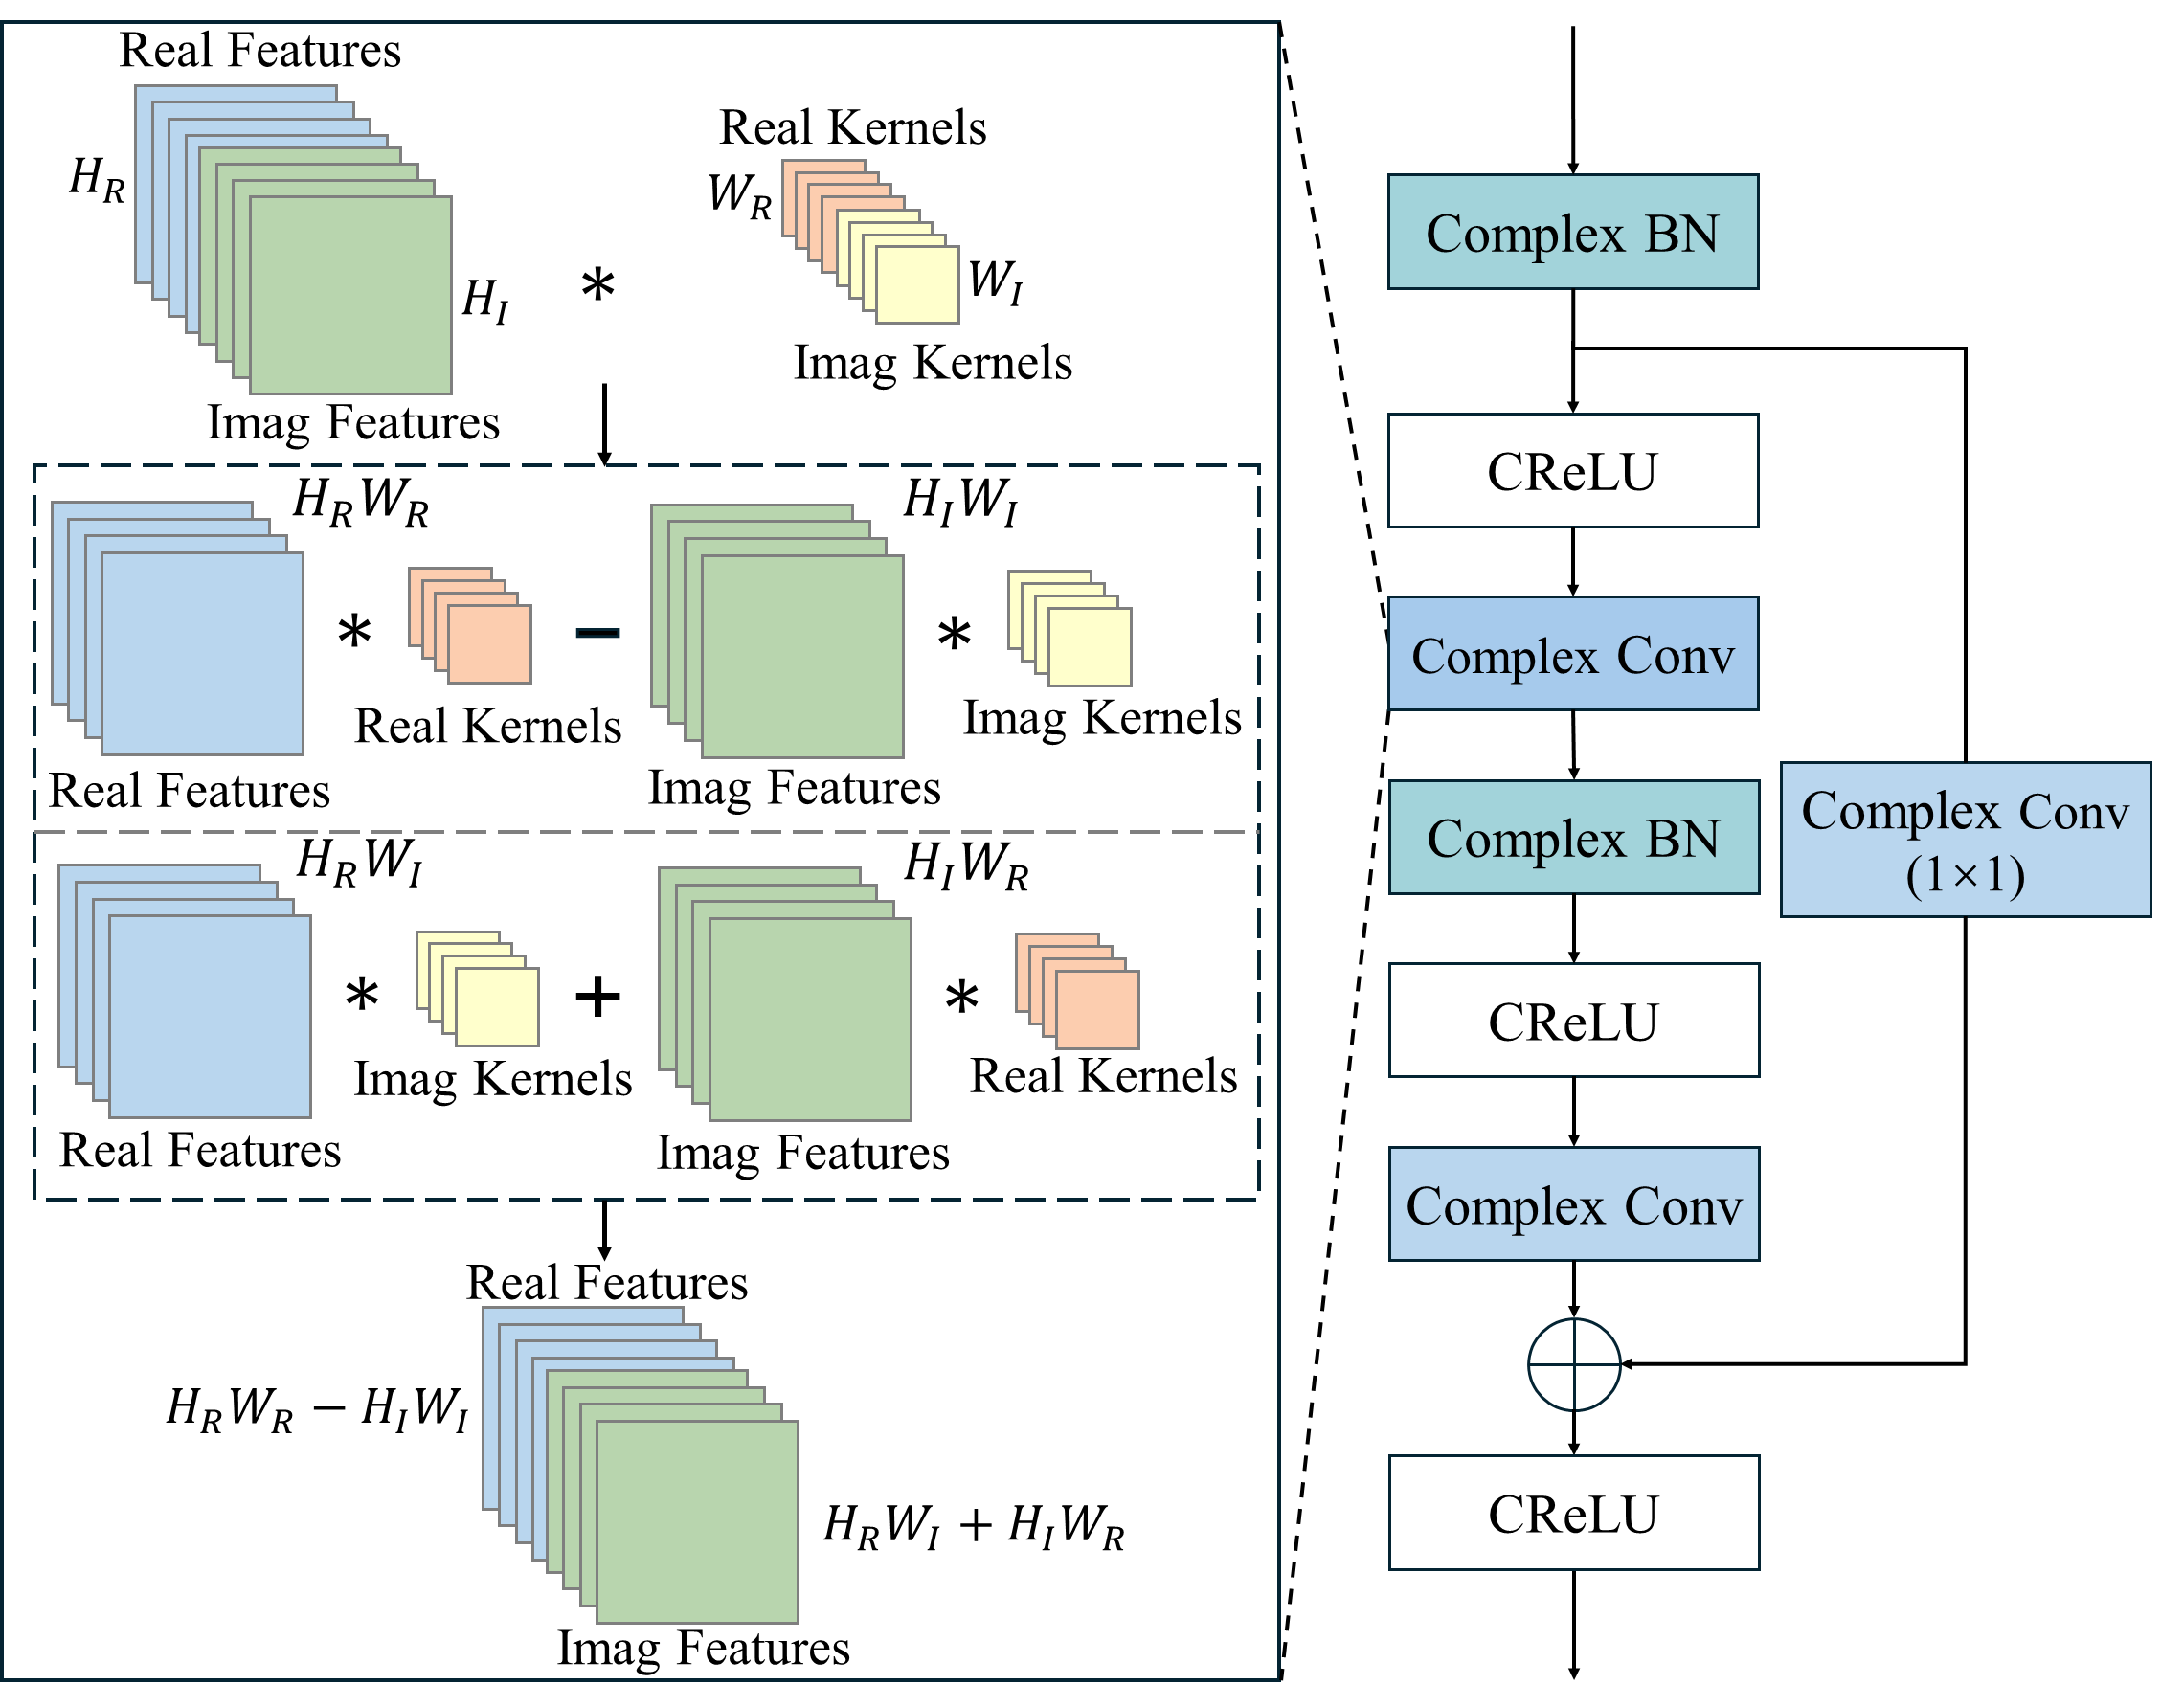 Real Features
H_R
H_I
Imag Features
*
Real Kernels
W_R
W_I
Imag Kernels
H_R W_R
*
Real Kernels
Real Features
−
H_I W_I
*
Imag Kernels
Imag Features
H_R W_I
*
Imag Kernels
Real Features
+
H_I W_R
*
Real Kernels
Imag Features
Real Features
H_R W_R − H_I W_I
H_R W_I + H_I W_R
Imag Features
Complex BN
CReLU
Complex Conv
Complex BN
CReLU
Complex Conv
Complex Conv
(1×1)
CReLU